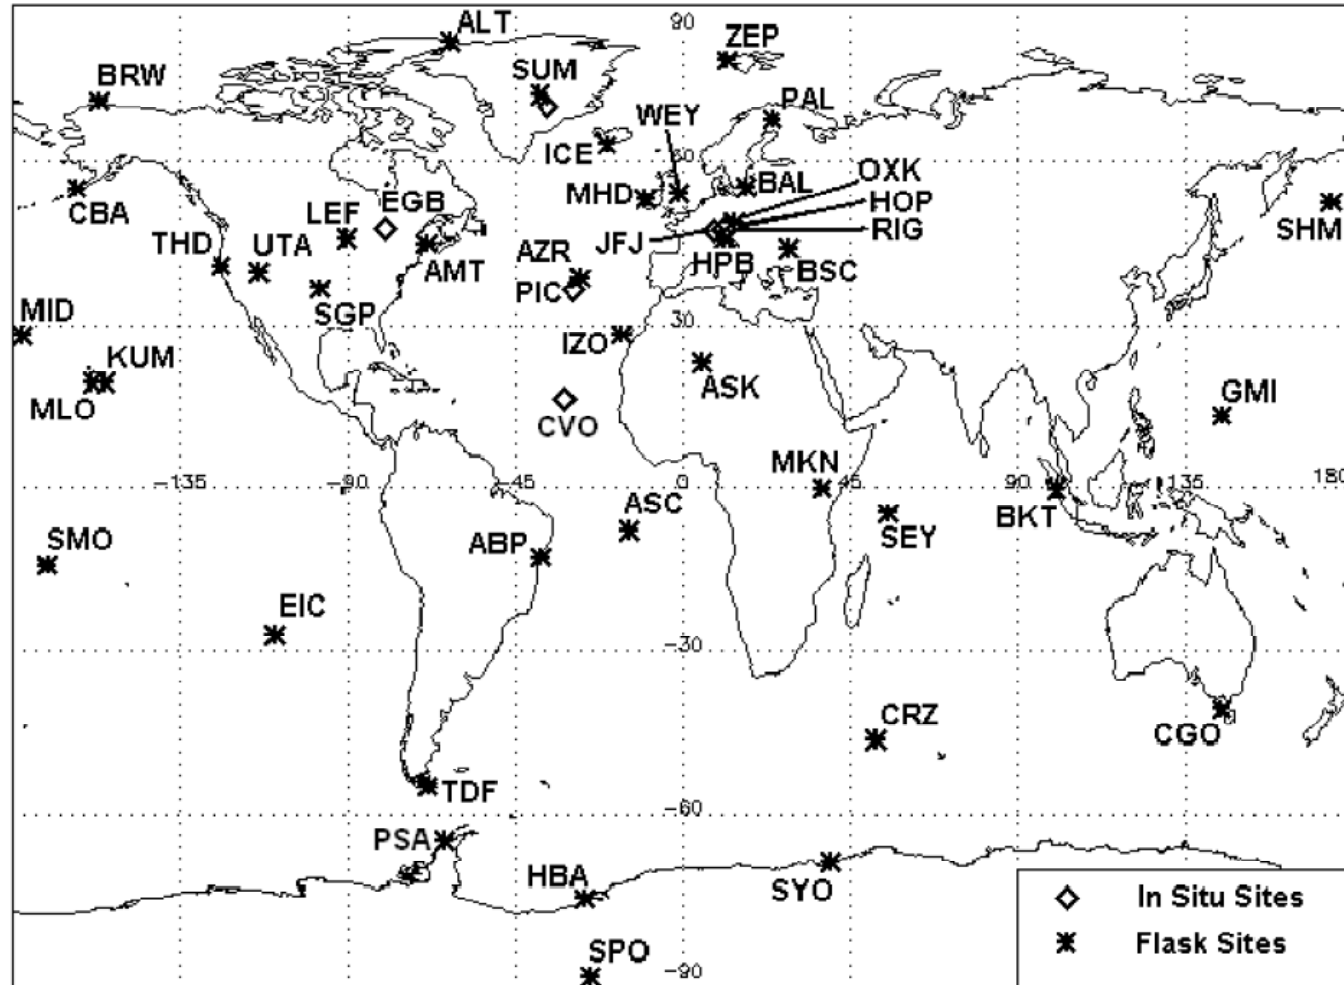 90
ALT
ZEP
BRW
SUM
PAL
WEY
ICE
60
OXK
MHD
BAL
HOP
CBA
LEF
EGB
RIG
SHM
THD
UTA
AMT
AZR
JFJ
HPB
BSC
PIC
SGP
MID
30
IZO
KUM
ASK
GMI
MLO
CVO
MKN
-135
-90
-45
0
45
90
135
180
ASC
BKT
SEY
ABP
SMO
EIC
-30
CRZ
CGO
TDF
-60
PSA
HBA
SYO
In Situ Sites
Flask Sites
SPO
-90